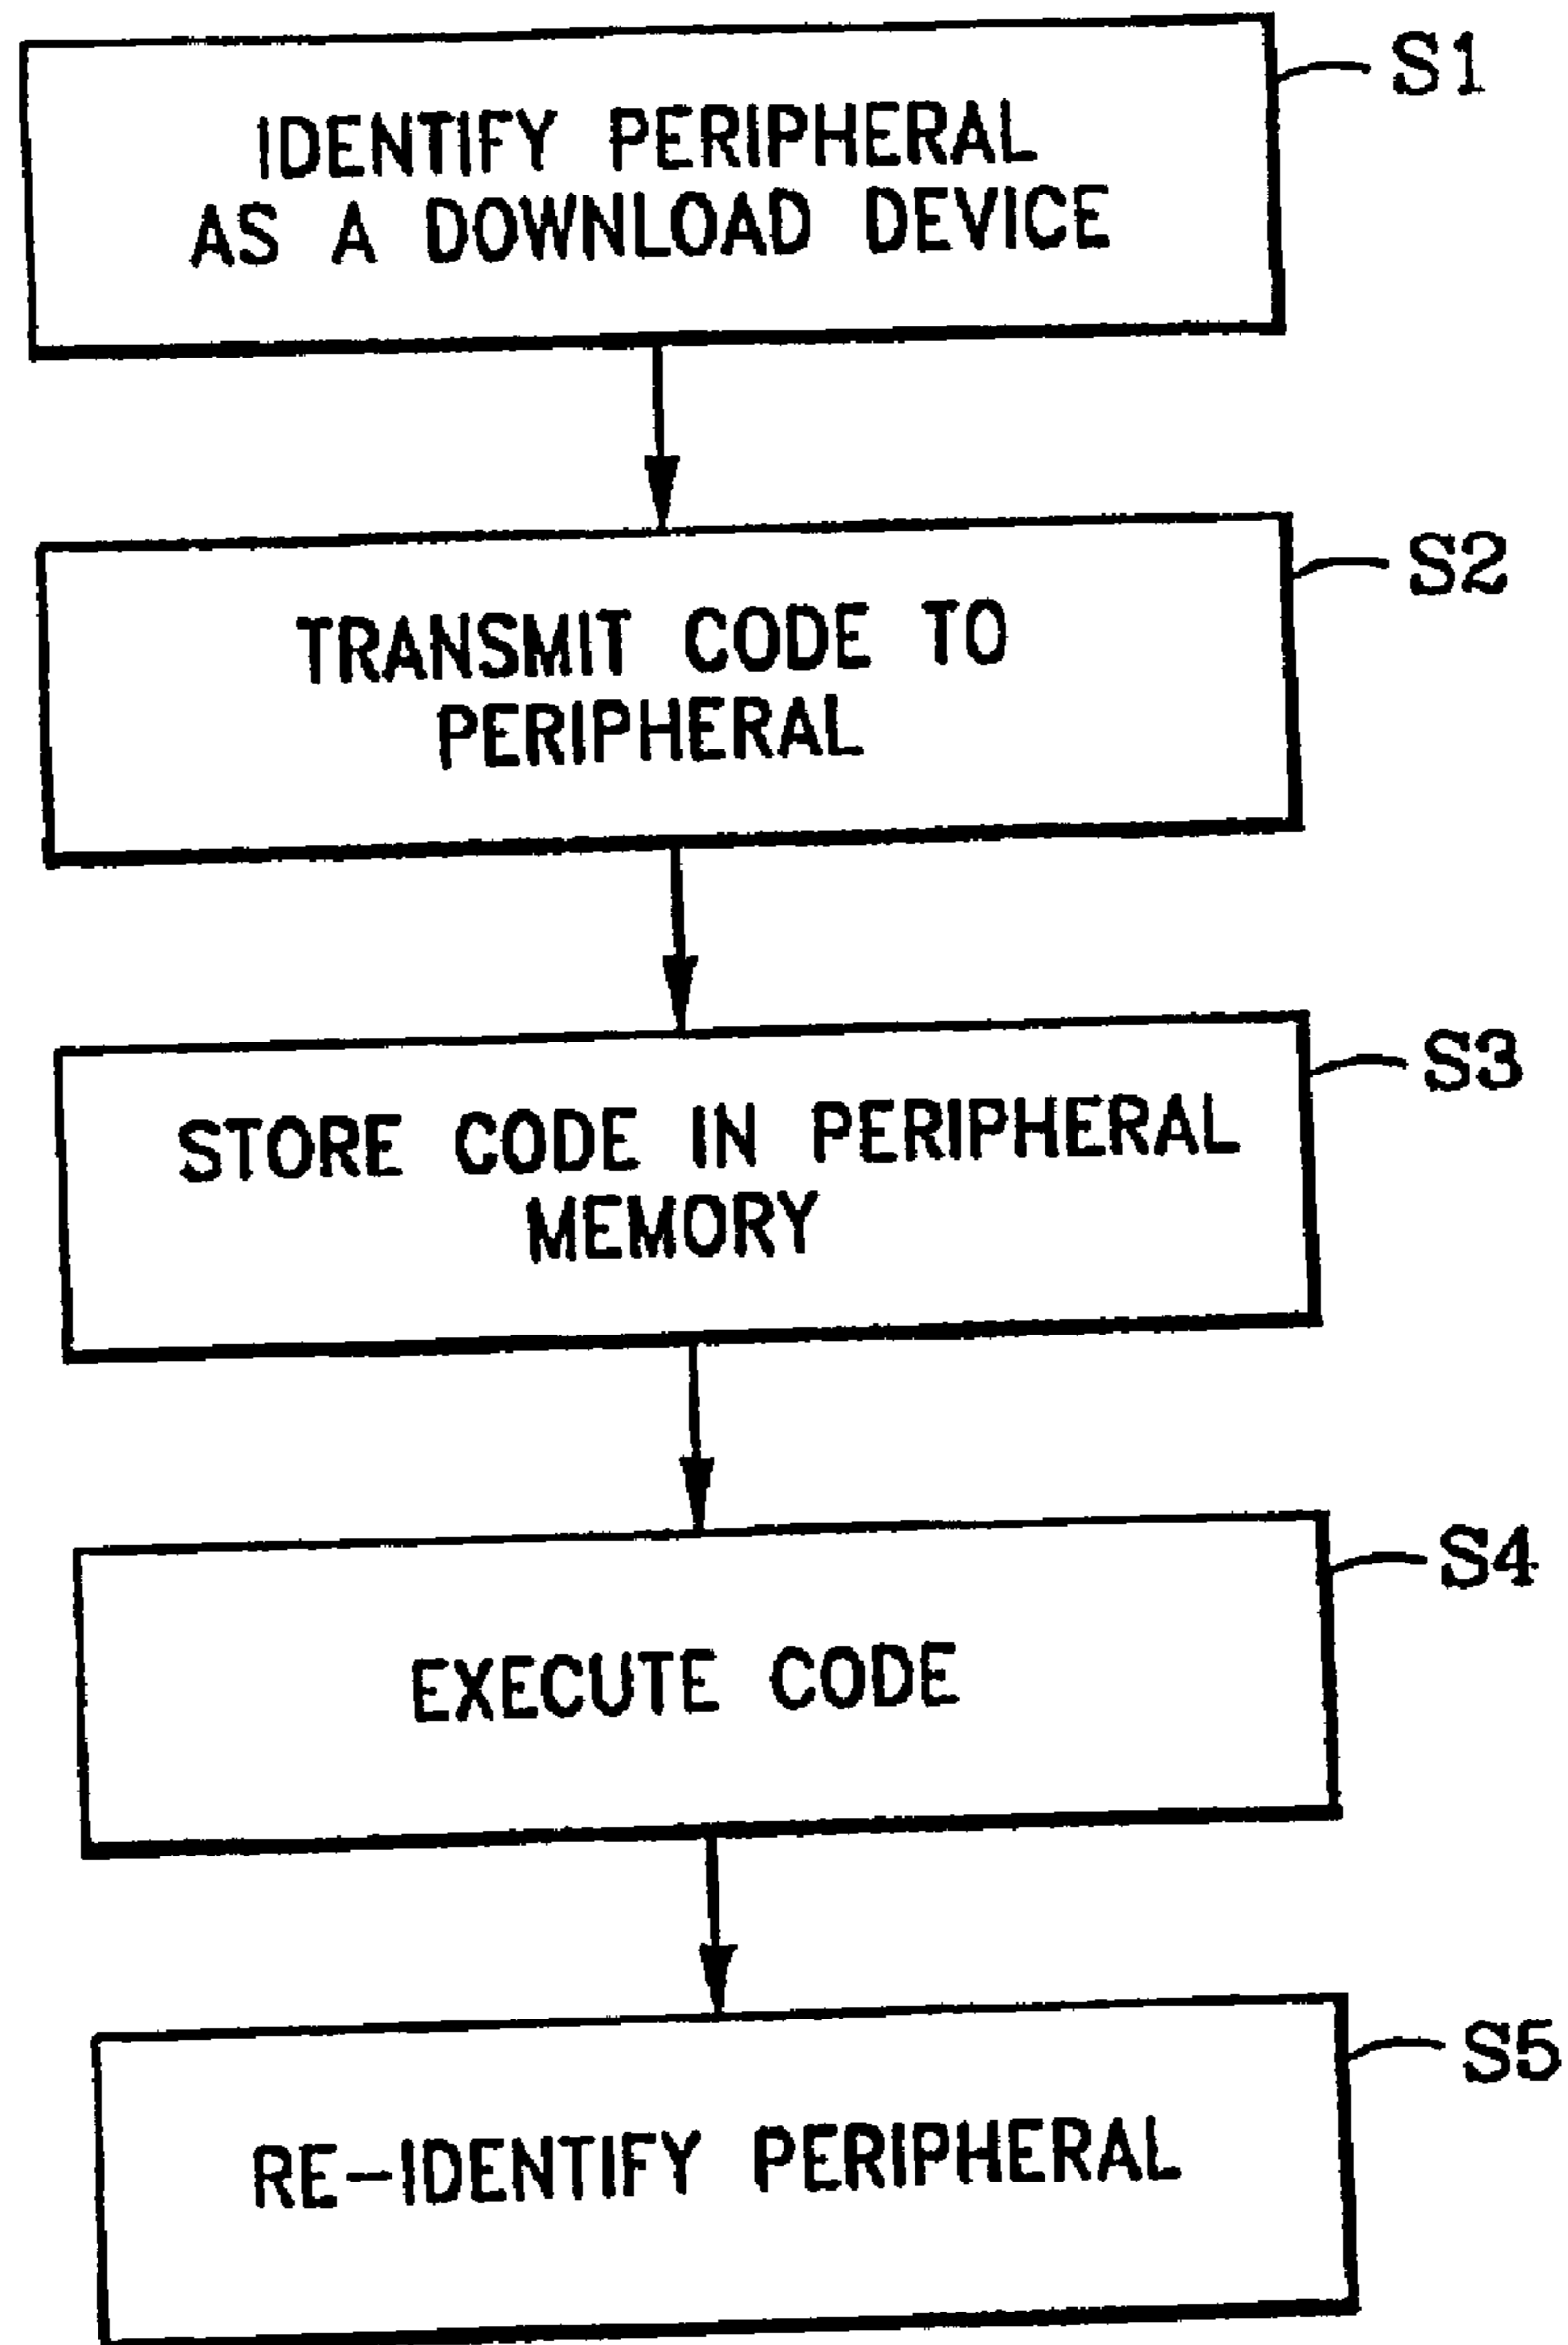 S1
IDENTIFY PERIPHERAL
AS A DOWNLOAD DEVICE
S2
TRANSMIT CODE TO
PERIPHERAL
S3
STORE CODE IN PERIPHERAL
MEMORY
S4
EXECUTE CODE
S5
RE-IDENTIFY PERIPHERAL